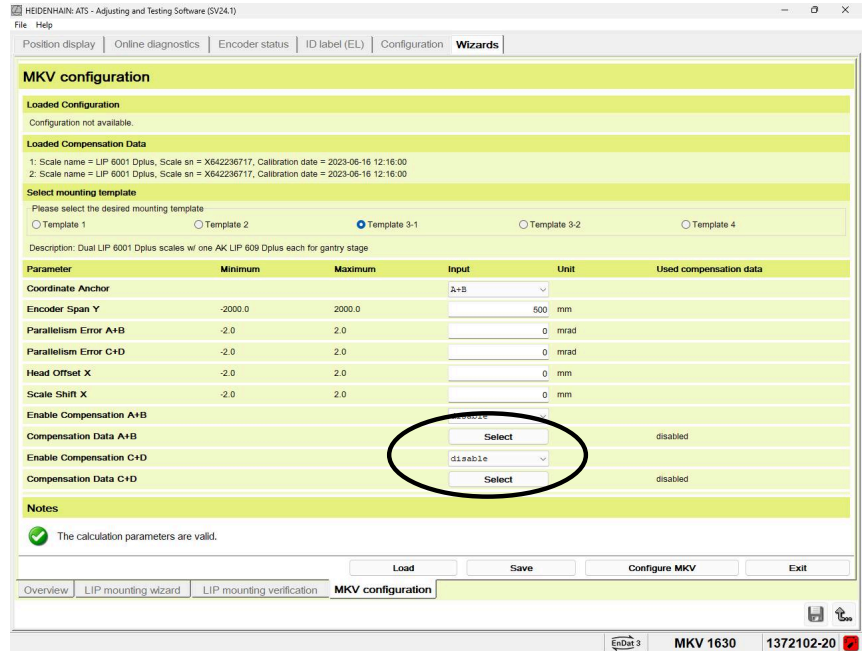 HEIDENHAIN: ATS - Adjusting and Testing Software (SV24.1)
File Help
Position display Online diagnostics Encoder status ID label (EL) Configuration Wizards
MKV configuration
Loaded Configuration
Configuration not available.
Loaded Compensation Data
1: Scale name = LIP 6001 Dplus, Scale sn = X642236717, Calibration date = 2023-06-16 12:16:00
2: Scale name = LIP 6001 Dplus, Scale sn = X642236717, Calibration date = 2023-06-16 12:16:00
Select mounting template
Please select the desired mounting template
Template 1 Template 2 Template 3-1 Template 3-2 Template 4
Description: Dual LIP 6001 Dplus scales w/ one AK LIP 609 Dplus each for gantry stage
Parameter Minimum Maximum Input Unit Used compensation data
Coordinate Anchor A+B
Encoder Span Y -2000.0 2000.0 500 mm
Parallelism Error A+B -2.0 2.0 0 mrad
Parallelism Error C+D -2.0 2.0 0 mrad
Head Offset X -2.0 2.0 0 mm
Scale Shift X -2.0 2.0 0 mm
Enable Compensation A+B disable
Compensation Data A+B Select disabled
Enable Compensation C+D disable
Compensation Data C+D Select disabled
Notes
The calculation parameters are valid.
Load Save Configure MKV Exit
Overview LIP mounting wizard LIP mounting verification MKV configuration
EnDat 3 MKV 1630 1372102-20